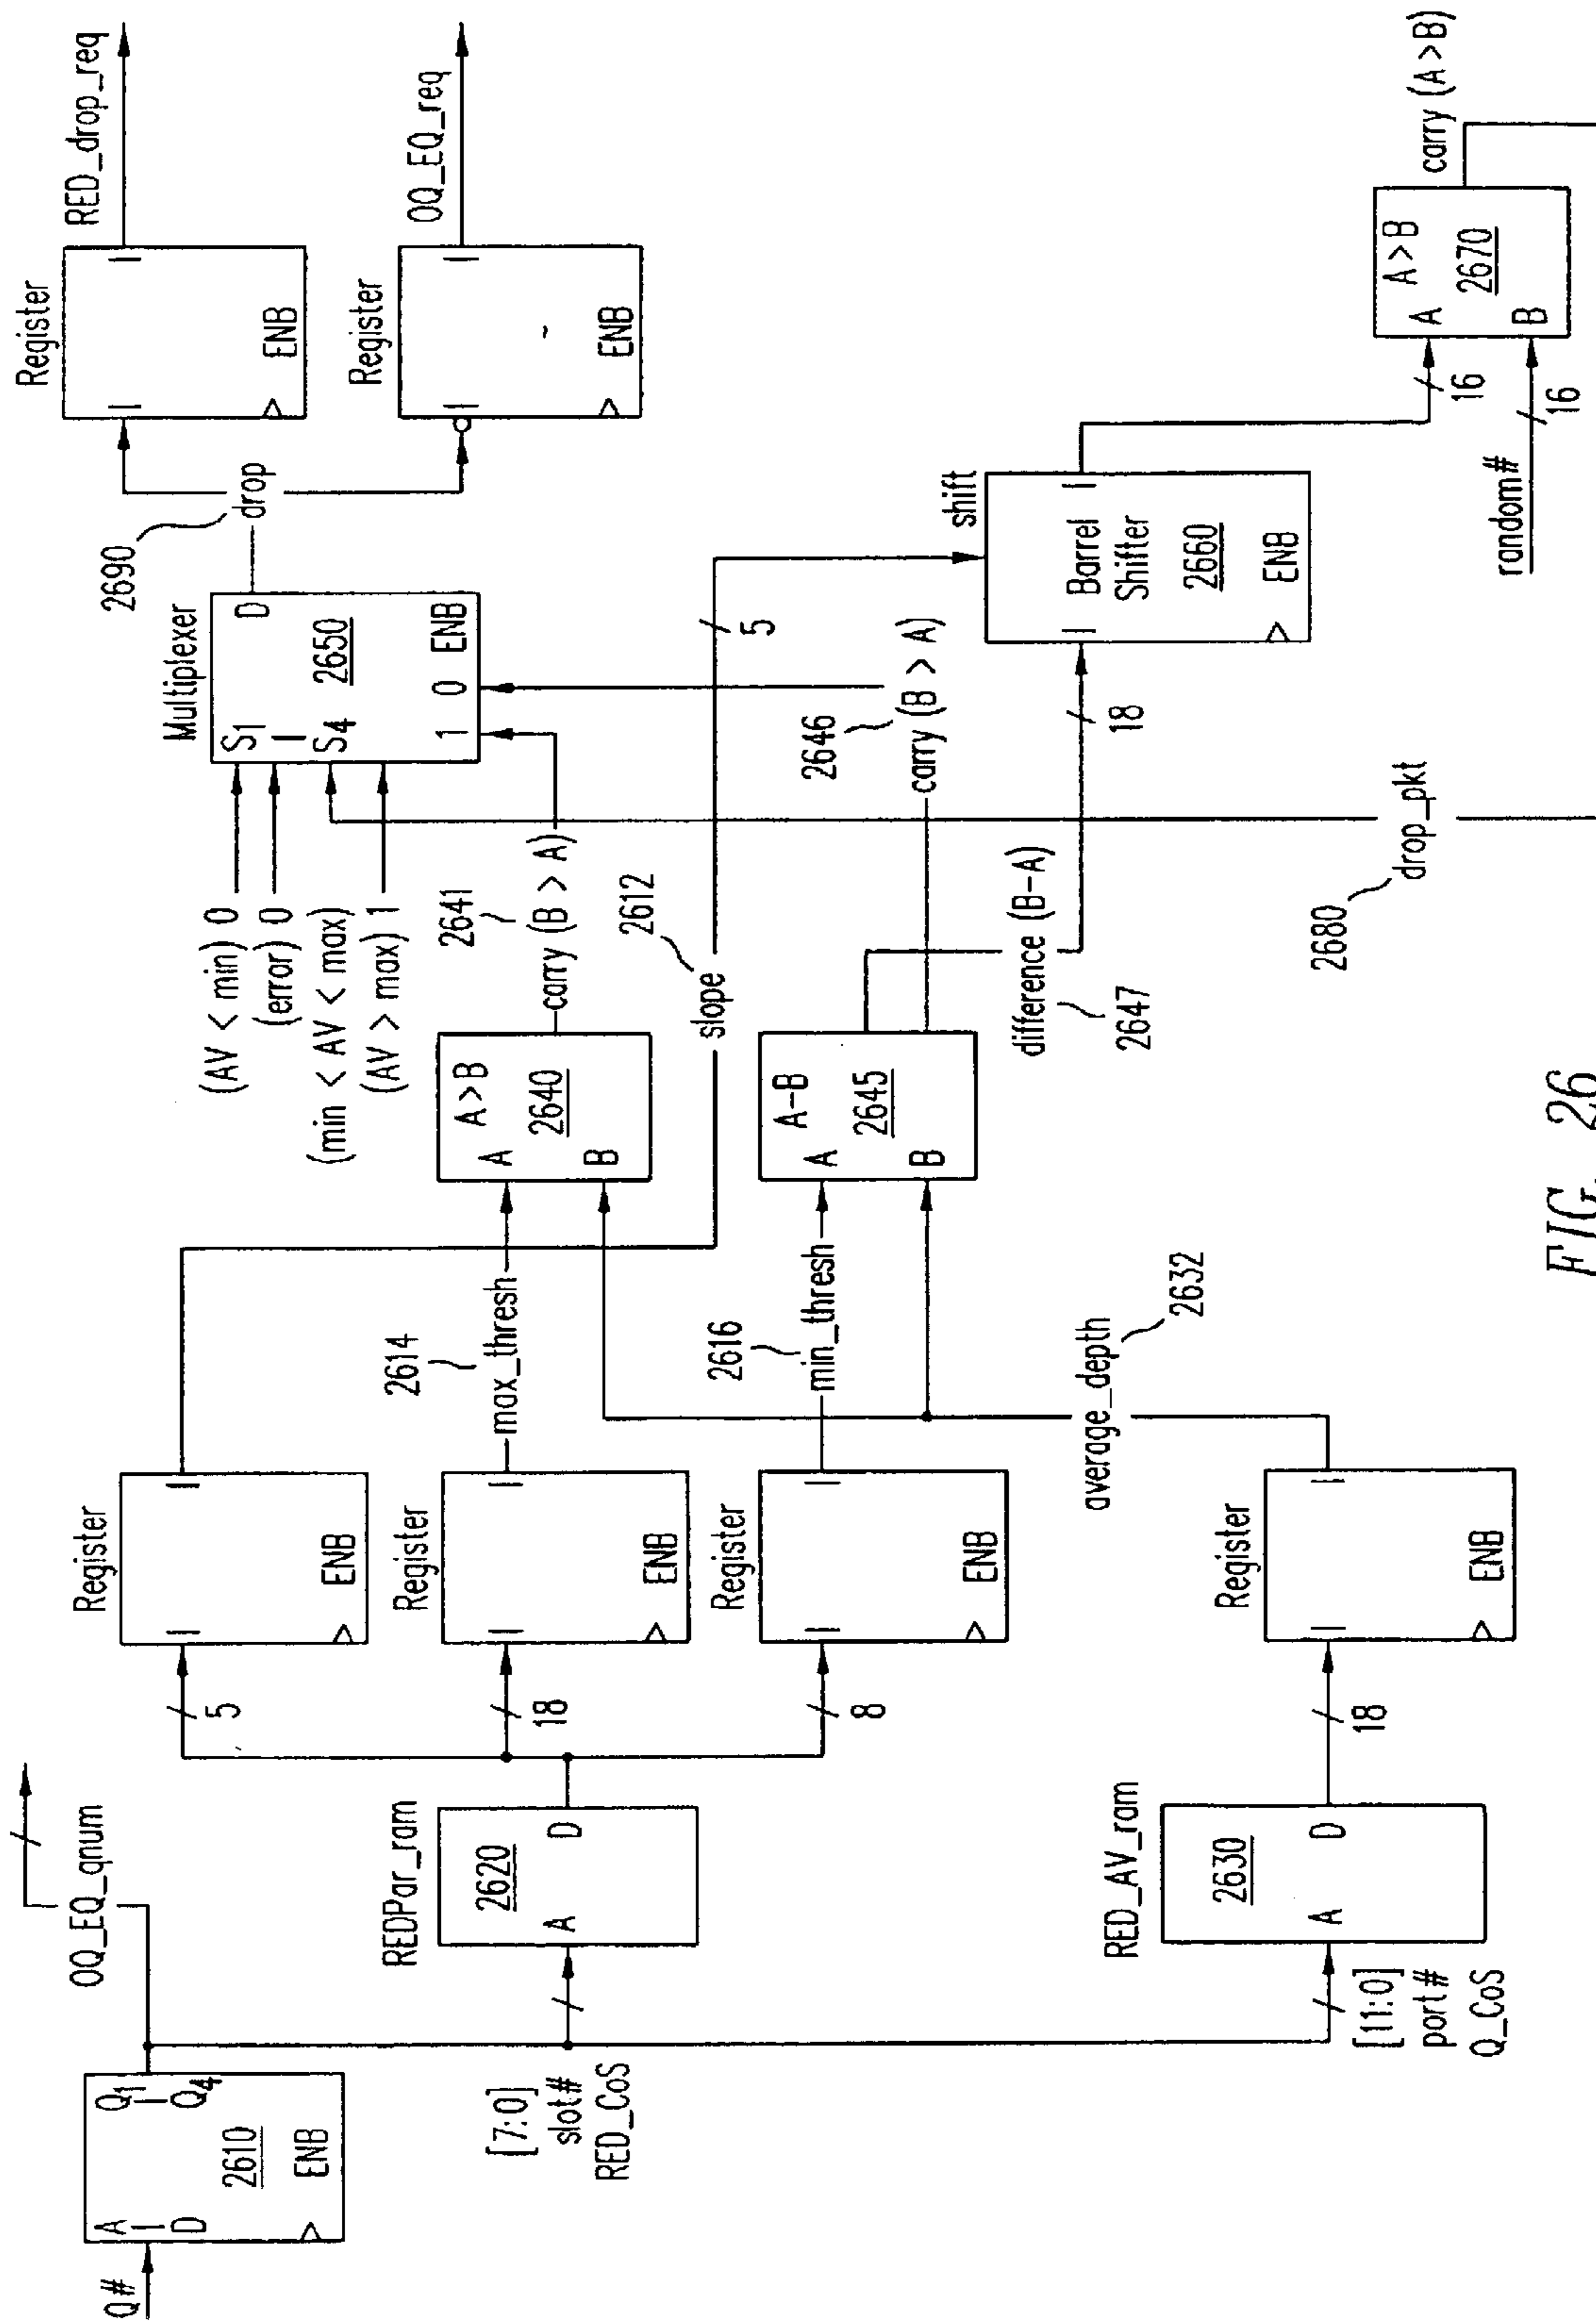 Q#
A
D
Q1
Q4
2610
ENB
OQ_EQ_qnum
[7:0]
slot#
RED_CoS
REDPar_ram
2620
A
D
[11:0]
port#
Q_CoS
RED_AV_ram
2630
A
D
5
18
8
18
Register
ENB
Register
ENB
Register
ENB
Register
ENB
2614
max_thresh
2616
min_thresh
average_depth
2632
A
A>B
2640
B
A
A-B
2645
B
carry (B > A)
2641
slope
2612
difference (B-A)
2647
carry (B > A)
2646
(AV < min) 0
(error) 0
(min < AV < max)
(AV > max) 1
Multiplexer
S1
S4
D
2650
1
0
ENB
2690
drop
5
18
2680
drop_pkt
shift
Barrel
Shifter
2660
ENB
Register
ENB
RED_drop_req
Register
ENB
OQ_EQ_req
random#
16
16
A
A>B
2670
B
carry (A >B)
FIG. 26